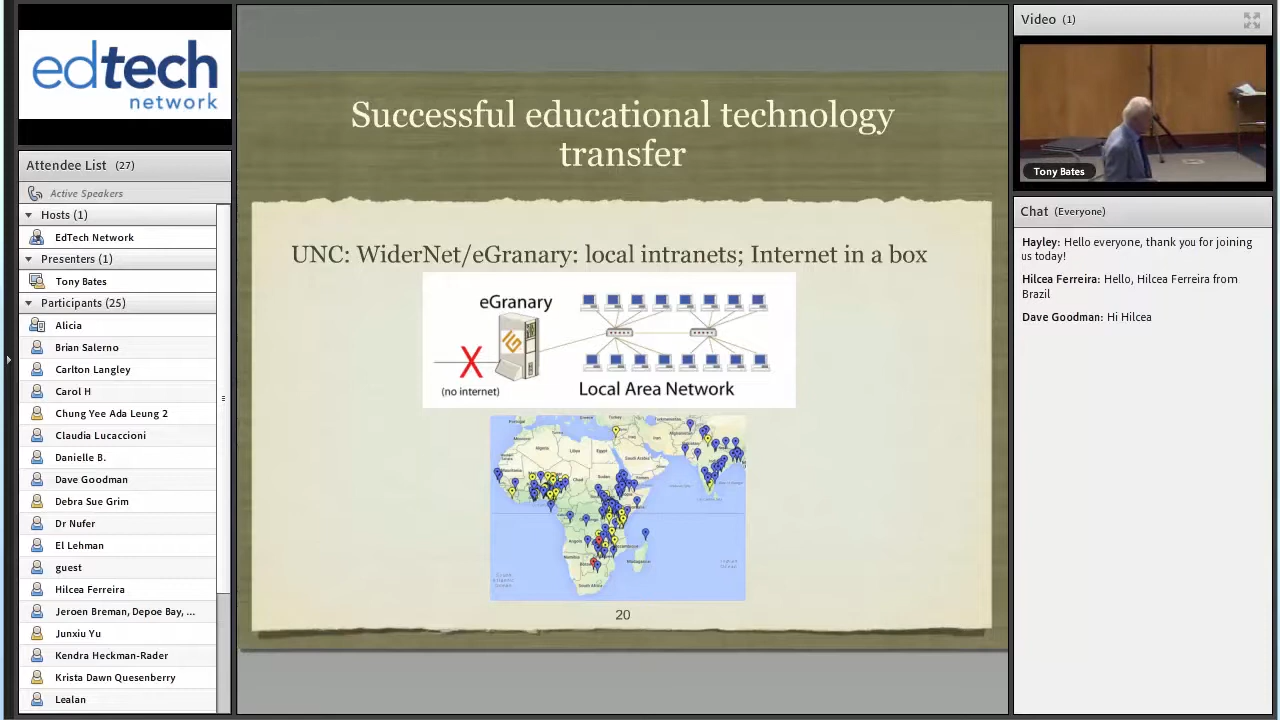 edtech
network
Attendee List (27)
Active Speakers
Hosts (1)
EdTech Network
Presenters (1)
Tony Bates
Participants (25)
Alicia
Brian Salerno
Carlton Langley
Carol H
Chung Yee Ada Leung 2
Claudia Lucaccioni
Danielle B.
Dave Goodman
Debra Sue Grim
Dr Nufer
El Lehman
guest
Hilcea Ferreira
Jeroen Breman, Depoe Bay, ...
Junxiu Yu
Kendra Heckman-Rader
Krista Dawn Quesenberry
Lealan
Successful educational technology
transfer
UNC: WiderNet/eGranary: local intranets; Internet in a box
eGranary
X
(no internet)
Local Area Network
20
Video (1)
Tony Bates
Chat (Everyone)
Hayley: Hello everyone, thank you for joining
us today!
Hilcea Ferreira: Hello, Hilcea Ferreira from
Brazil
Dave Goodman: Hi Hilcea